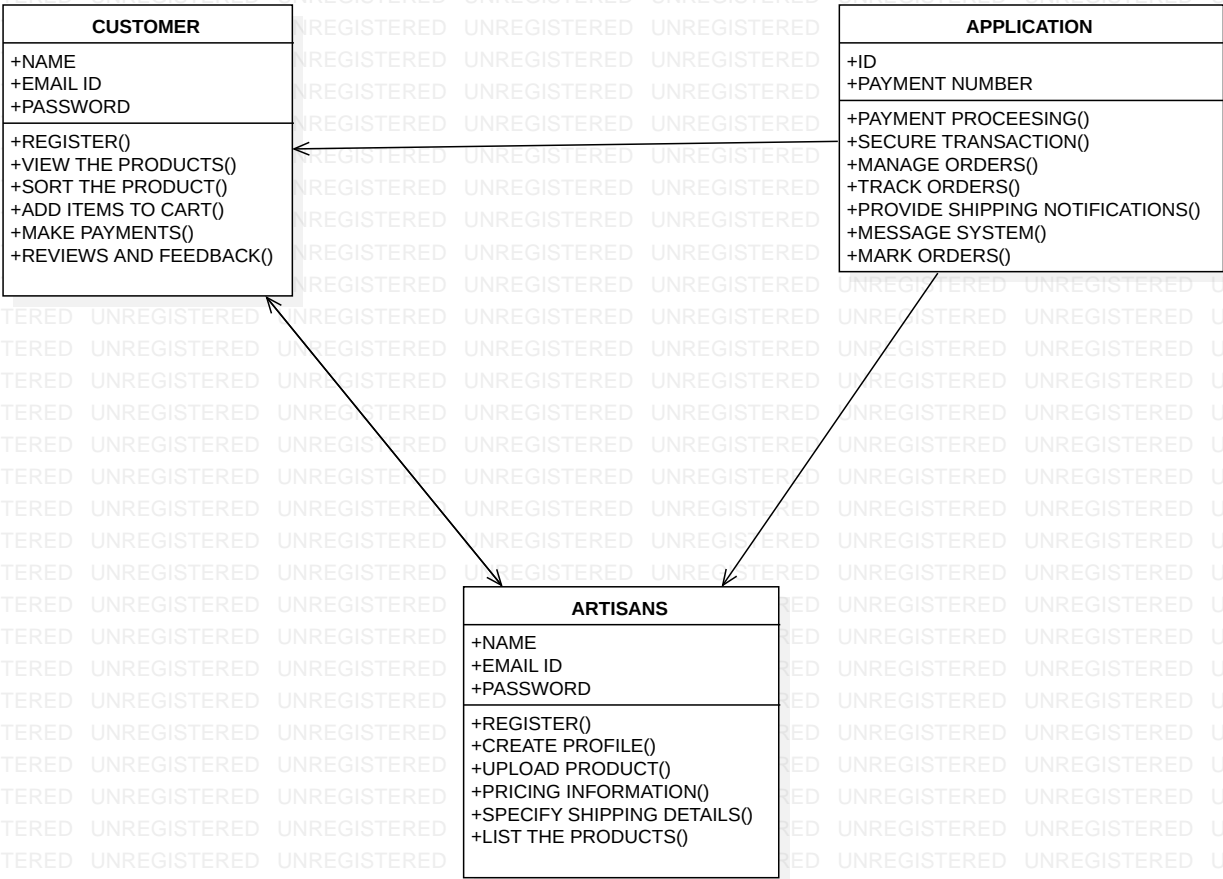 CUSTOMER
+NAME
+EMAIL ID
+PASSWORD
+REGISTER()
+VIEW THE PRODUCTS()
+SORT THE PRODUCT()
+ADD ITEMS TO CART()
+MAKE PAYMENTS()
+REVIEWS AND FEEDBACK()
APPLICATION
+ID
+PAYMENT NUMBER
+PAYMENT PROCEESING()
+SECURE TRANSACTION()
+MANAGE ORDERS()
+TRACK ORDERS()
+PROVIDE SHIPPING NOTIFICATIONS()
+MESSAGE SYSTEM()
+MARK ORDERS()
ARTISANS
+NAME
+EMAIL ID
+PASSWORD
+REGISTER()
+CREATE PROFILE()
+UPLOAD PRODUCT()
+PRICING INFORMATION()
+SPECIFY SHIPPING DETAILS()
+LIST THE PRODUCTS()
UNREGISTERED